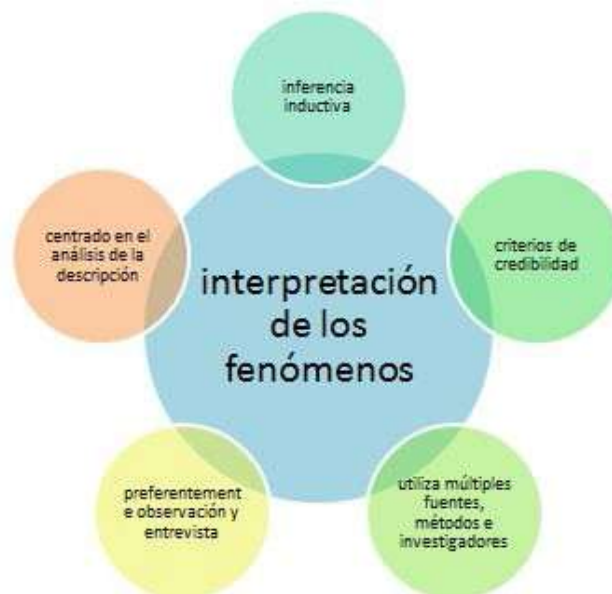 inferencia
inductiva
centrado en el
análisis de la
descripción
criterios de
credibilidad
interpretación
de los
fenómenos
preferentement
e observación y
entrevista
utiliza múltiples
fuentes,
métodos e
investigadores